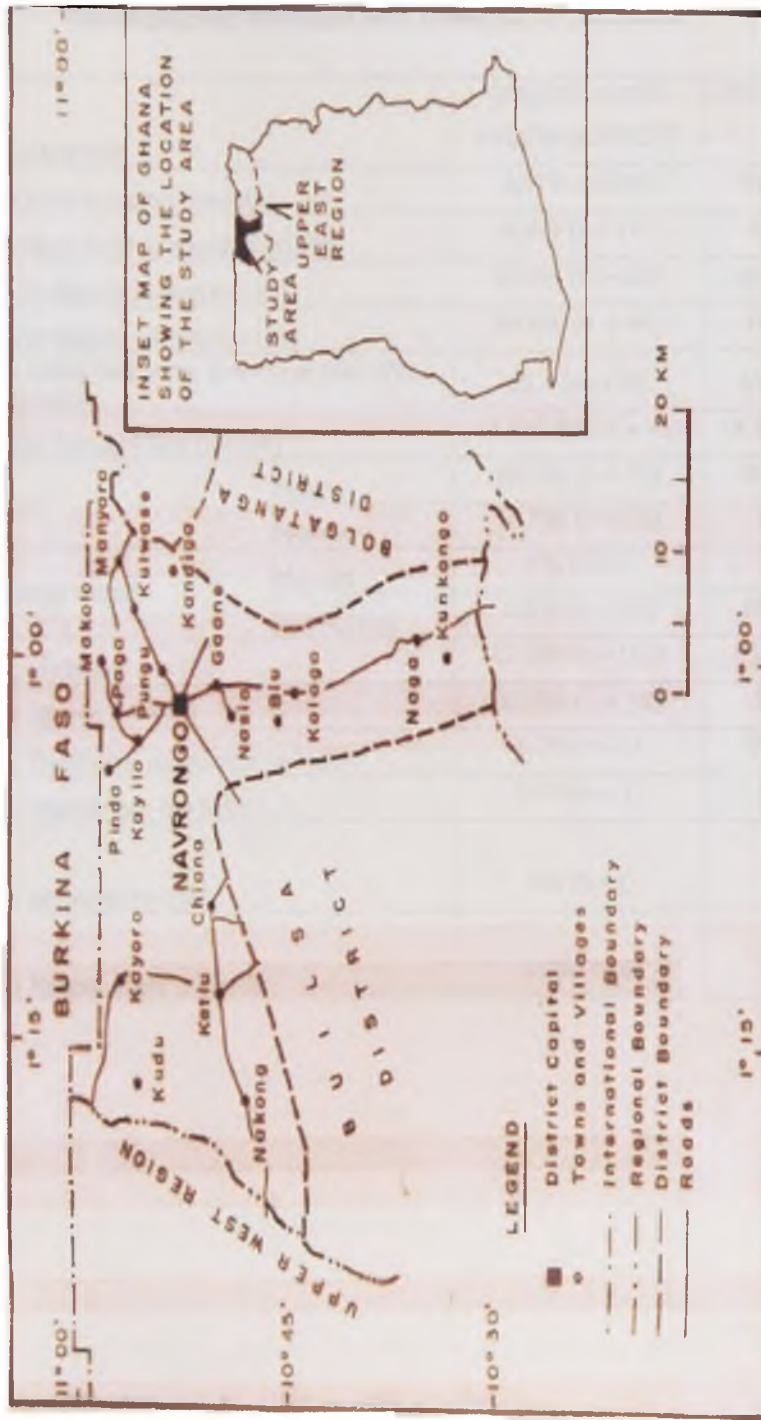 11°00'
1°15'
1°00'
11°00'
BURKINA FASO
INSET MAP OF GHANA
SHOWING THE LOCATION
OF THE STUDY AREA
STUDY
AREA
UPPER
EAST
REGION
Makolo
Manyoro
Pindo
Paga
Kayoro
Kayilo
Pungu
Kulwase
Kudu
NAVRONGO
Kandiga
Gaane
Chiana
Nasia
Ketiu
Biu
Nakong
Kologo
UPPER WEST REGION
BUILSA
DISTRICT
BOLGATANGA
DISTRICT
Naga
Kunkongo
10°45'
10°30'
LEGEND
District Capital
Towns and Villages
International Boundary
Regional Boundary
District Boundary
Roads
0 10 20 KM
1°15'
1°00'